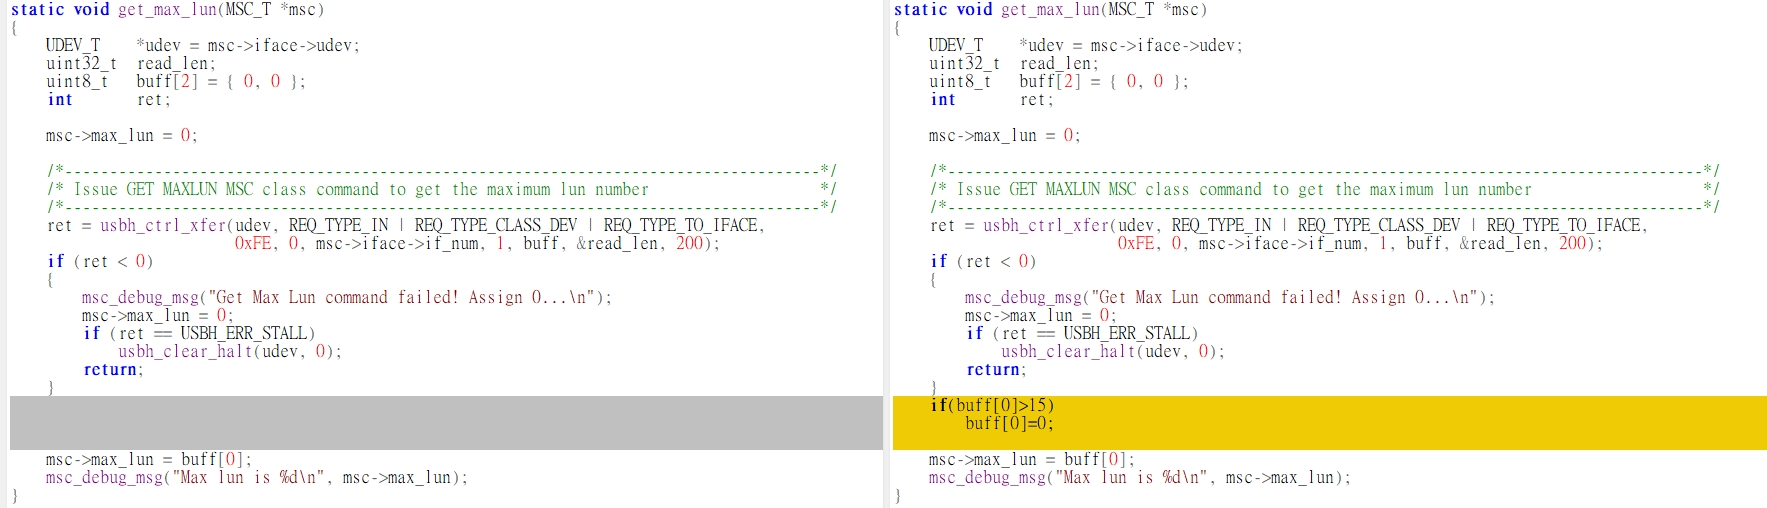 static void get_max_lun(MSC_T *msc)
{
    UDEV_T    *udev = msc->iface->udev;
    uint32_t  read_len;
    uint8_t   buff[2] = { 0, 0 };
    int       ret;
    msc->max_lun = 0;
    /*------------------------------------------------------------------------------------*/
    /* Issue GET MAXLUN MSC class command to get the maximum lun number                   */
    /*------------------------------------------------------------------------------------*/
    ret = usbh_ctrl_xfer(udev, REQ_TYPE_IN | REQ_TYPE_CLASS_DEV | REQ_TYPE_TO_IFACE,
                         0xFE, 0, msc->iface->if_num, 1, buff, &read_len, 200);
    if (ret < 0)
    {
        msc_debug_msg("Get Max Lun command failed! Assign 0...\n");
        msc->max_lun = 0;
        if (ret == USBH_ERR_STALL)
            usbh_clear_halt(udev, 0);
        return;
    }
    msc->max_lun = buff[0];
    msc_debug_msg("Max lun is %d\n", msc->max_lun);
}
static void get_max_lun(MSC_T *msc)
{
    UDEV_T    *udev = msc->iface->udev;
    uint32_t  read_len;
    uint8_t   buff[2] = { 0, 0 };
    int       ret;
    msc->max_lun = 0;
    /*------------------------------------------------------------------------------------*/
    /* Issue GET MAXLUN MSC class command to get the maximum lun number                   */
    /*------------------------------------------------------------------------------------*/
    ret = usbh_ctrl_xfer(udev, REQ_TYPE_IN | REQ_TYPE_CLASS_DEV | REQ_TYPE_TO_IFACE,
                         0xFE, 0, msc->iface->if_num, 1, buff, &read_len, 200);
    if (ret < 0)
    {
        msc_debug_msg("Get Max Lun command failed! Assign 0...\n");
        msc->max_lun = 0;
        if (ret == USBH_ERR_STALL)
            usbh_clear_halt(udev, 0);
        return;
    }
    if(buff[0]>15)
        buff[0]=0;
    msc->max_lun = buff[0];
    msc_debug_msg("Max lun is %d\n", msc->max_lun);
}